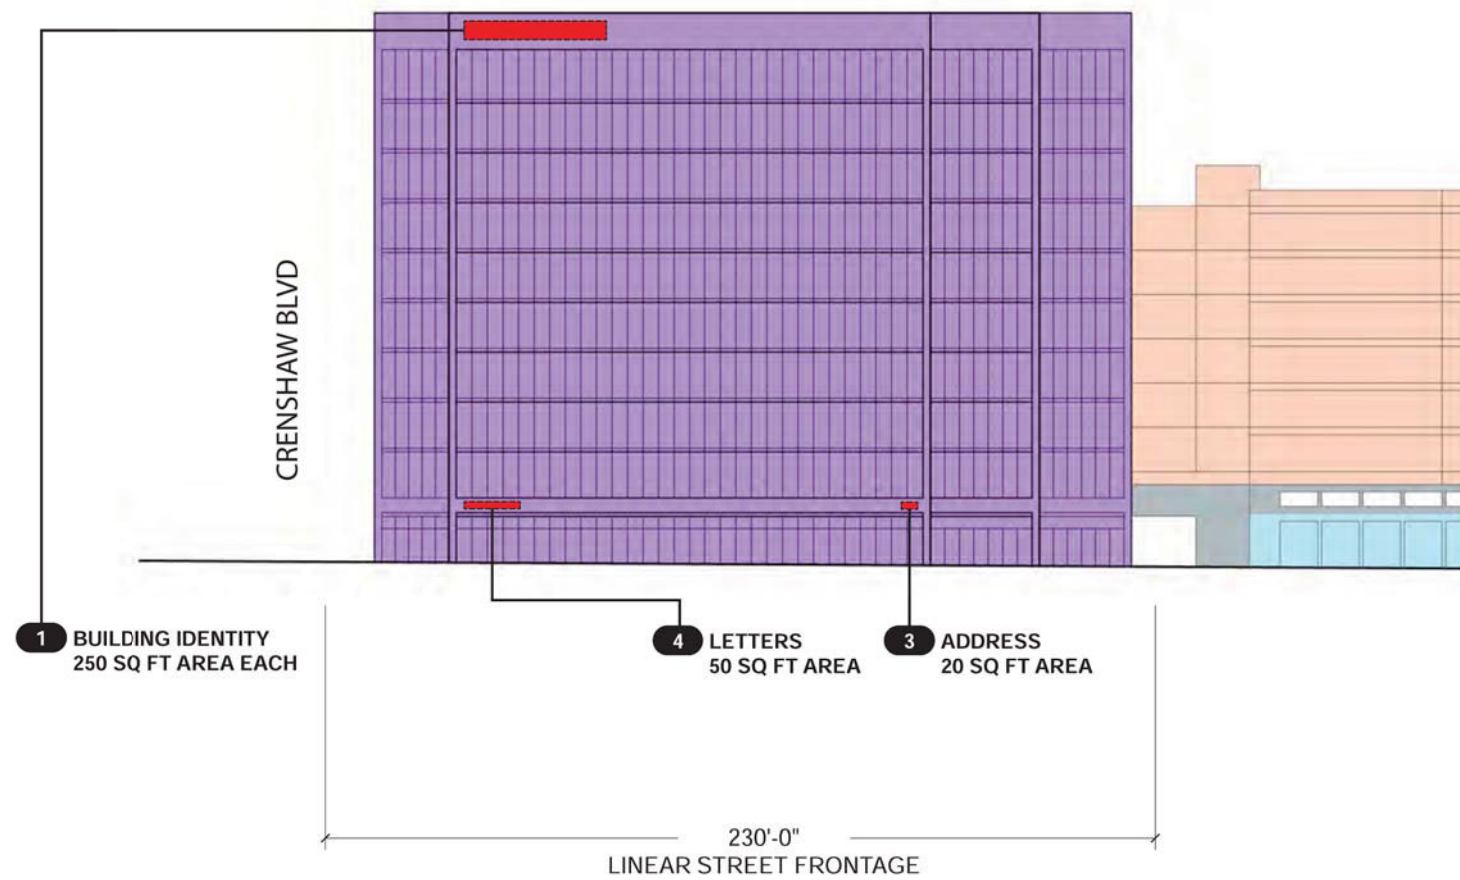 CRENSHAW BLVD
1 BUILDING IDENTITY
250 SQ FT AREA EACH
4 LETTERS
50 SQ FT AREA
3 ADDRESS
20 SQ FT AREA
230'-0"
LINEAR STREET FRONTAGE